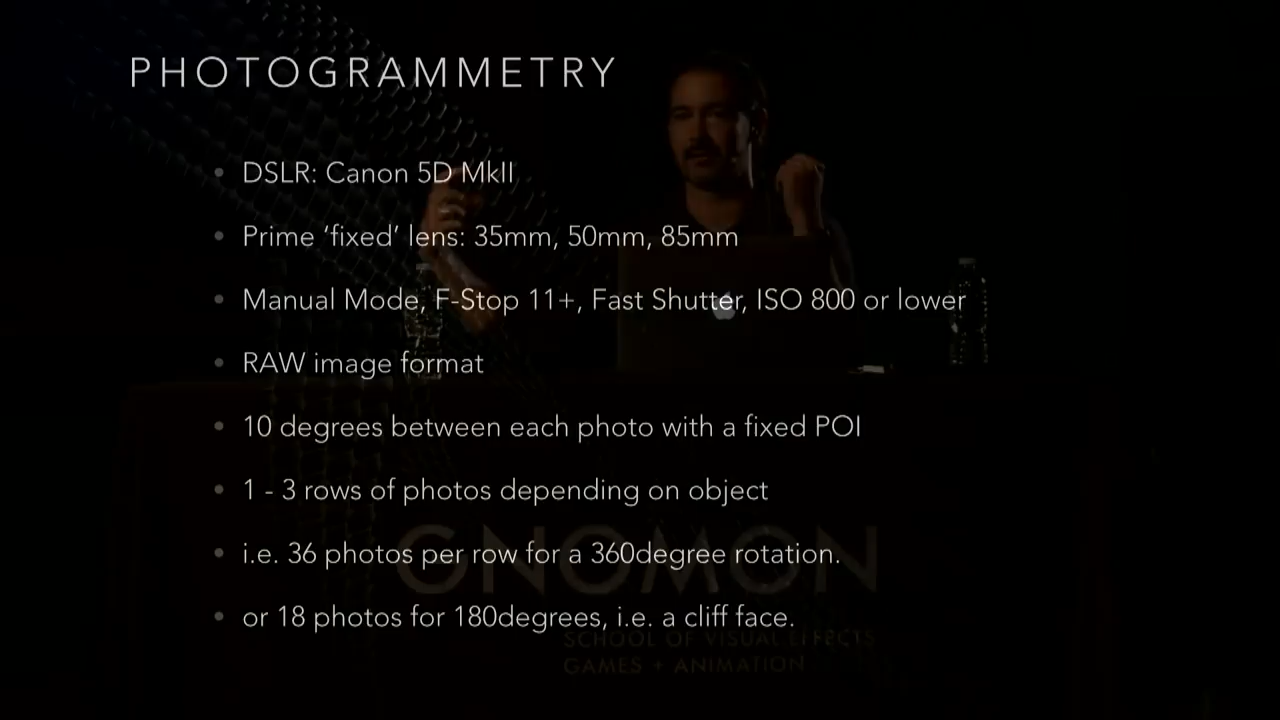 PHOTOGRAMMETRY
• DSLR: Canon 5D MkII
• Prime ‘fixed’ lens: 35mm, 50mm, 85mm
• Manual Mode, F-Stop 11+, Fast Shutter, ISO 800 or lower
• RAW image format
• 10 degrees between each photo with a fixed POI
• 1 - 3 rows of photos depending on object
• i.e. 36 photos per row for a 360degree rotation.
• or 18 photos for 180degrees, i.e. a cliff face.
GNOMON
SCHOOL OF VISUAL EFFECTS
GAMES + ANIMATION